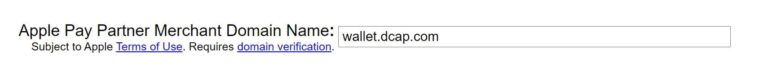 Apple Pay Partner Merchant Domain Name: wallet.dcap.com
Subject to Apple Terms of Use. Requires domain verification.